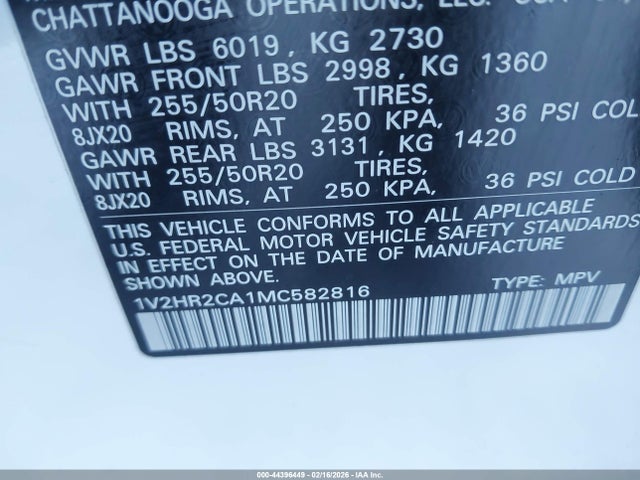 CHATTANOOGA OPERATIONS, LLC.
GVWR LBS 6019, KG 2730
GAWR FRONT LBS 2998, KG 1360
WITH 255/50R20 TIRES,
8JX20 RIMS, AT 250 KPA, 36 PSI COL
GAWR REAR LBS 3131, KG 1420
WITH 255/50R20 TIRES,
8JX20 RIMS, AT 250 KPA, 36 PSI COLD
THIS VEHICLE CONFORMS TO ALL APPLICABLE
U.S. FEDERAL MOTOR VEHICLE SAFETY STANDARDS
IN EFFECT ON THE DATE OF MANUFACTURE
SHOWN ABOVE.
1V2HR2CA1MC582816 TYPE: MPV
000-44396449 - 02/16/2026 - IAA Inc.